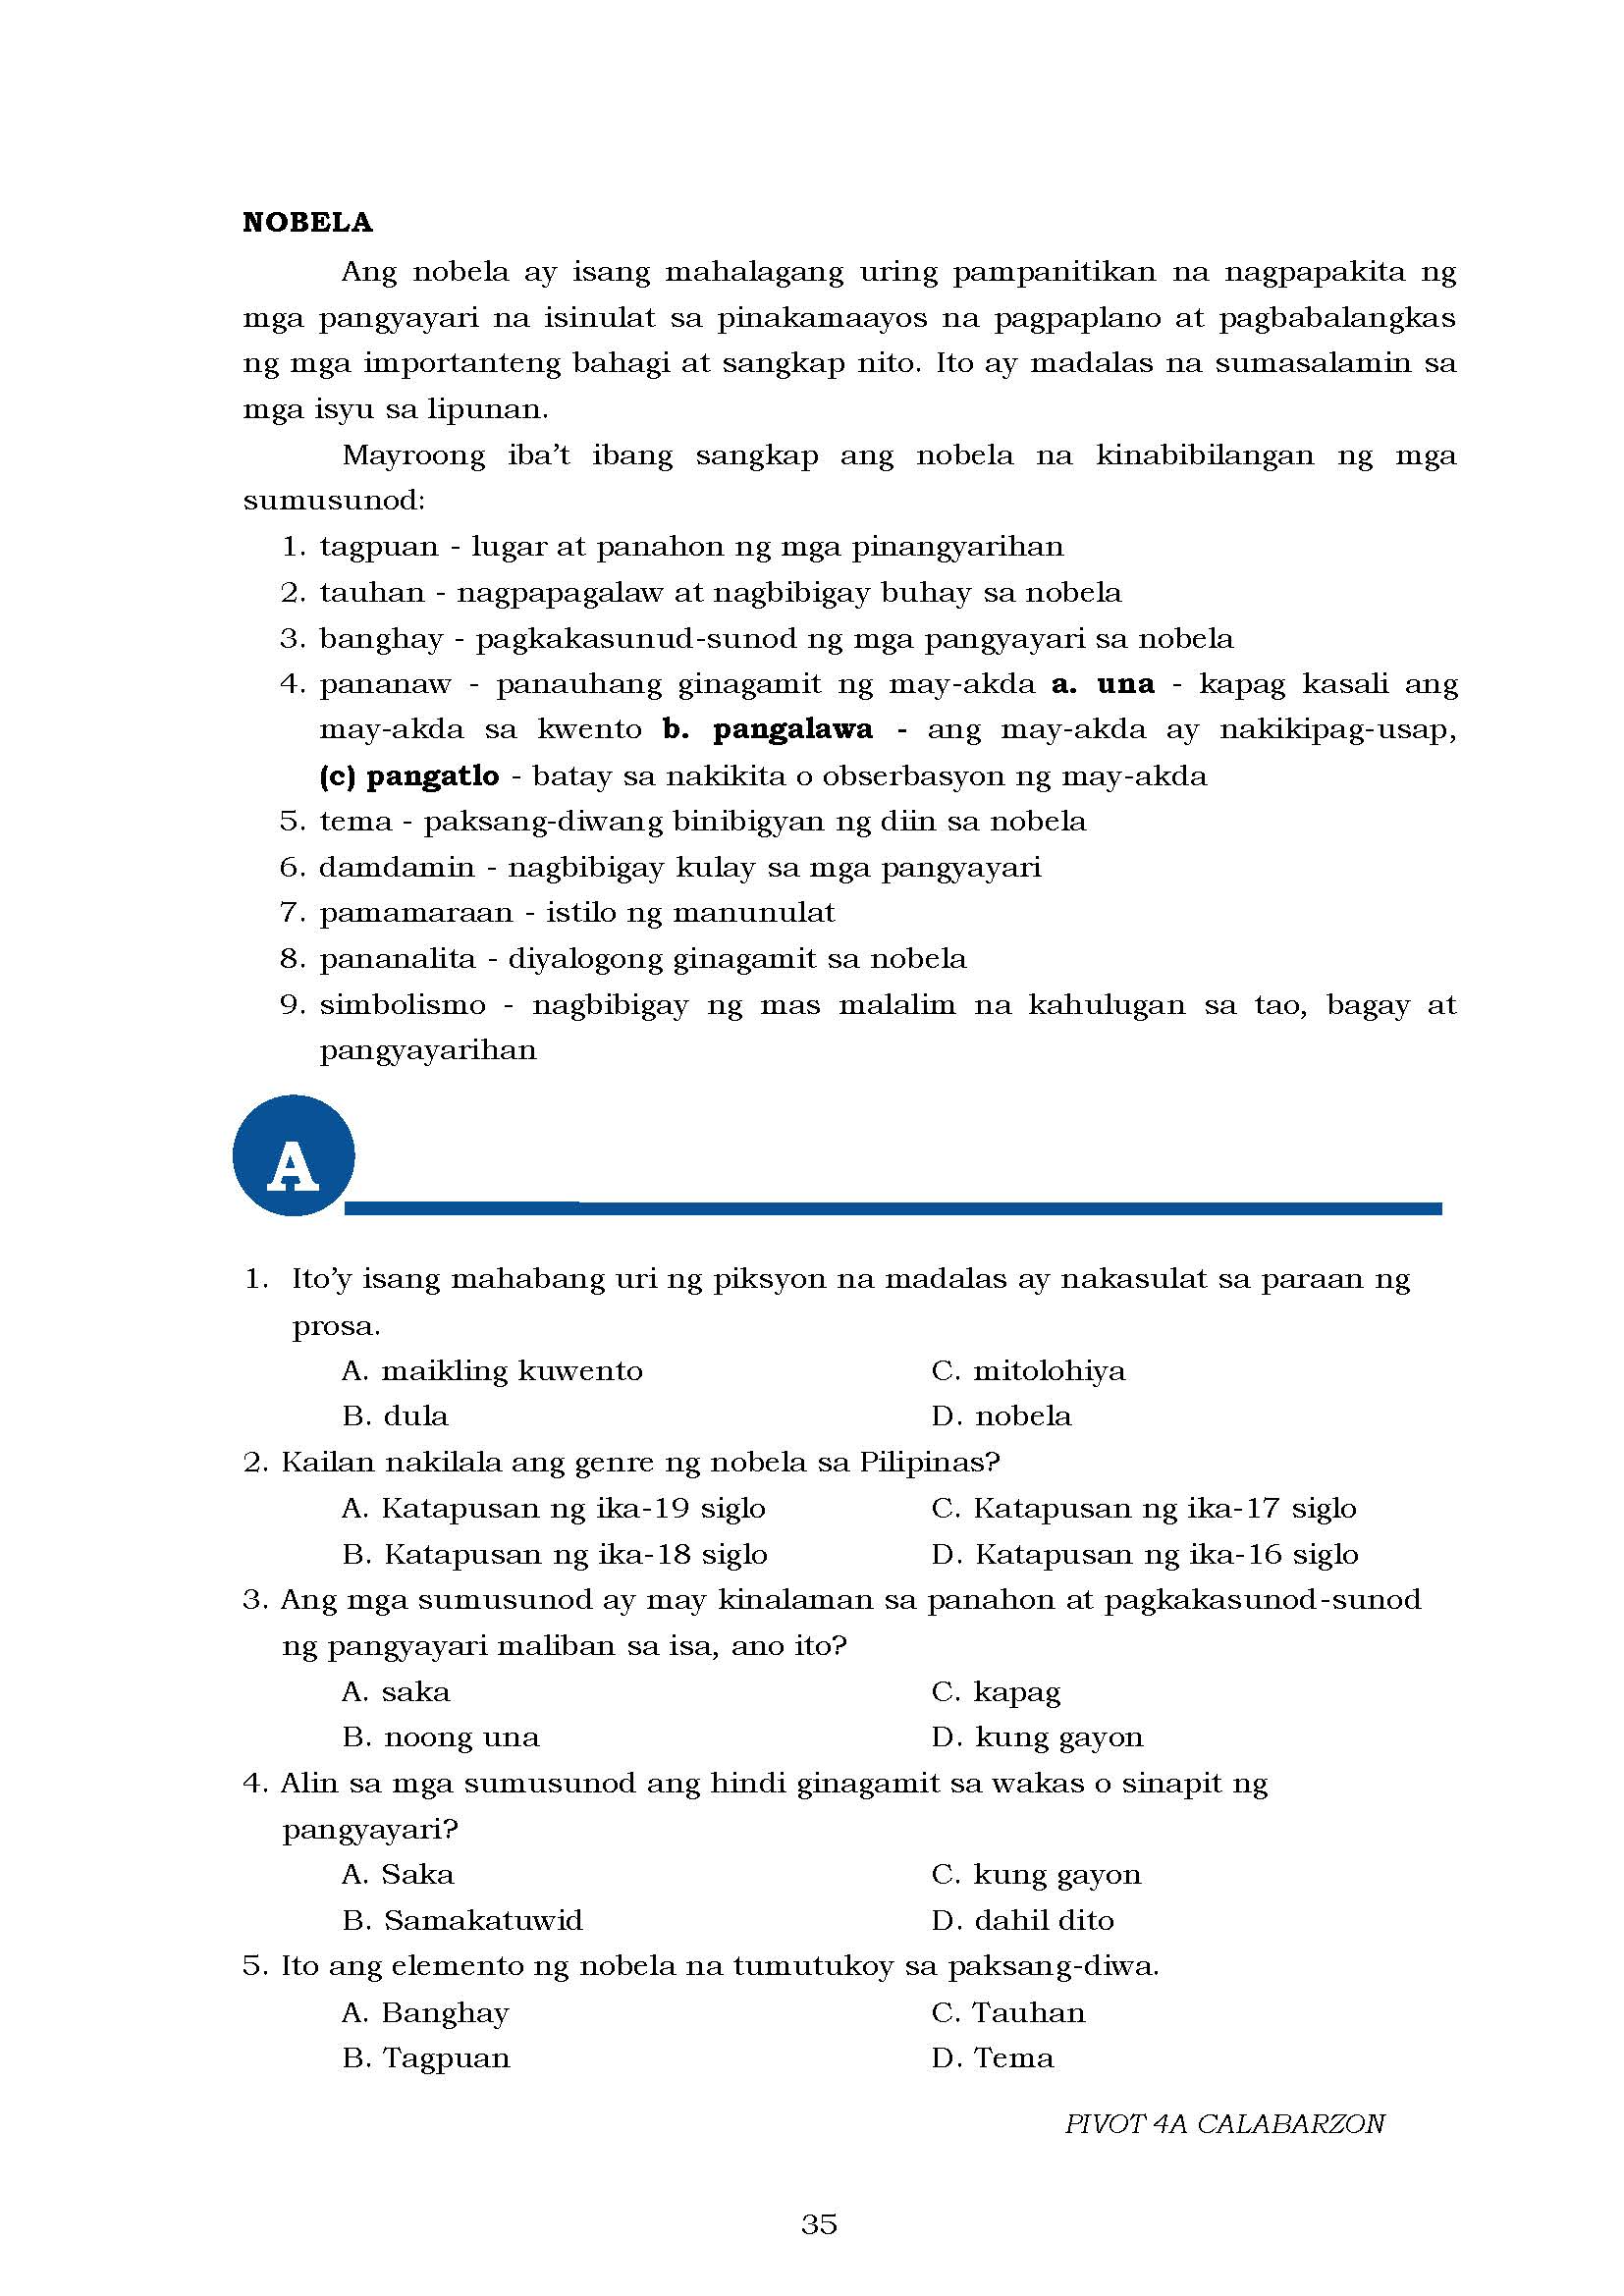 NOBELA
Ang nobela ay isang mahalagang uring pampanitikan na nagpapakita ng
mga pangyayari na isinulat sa pinakamaayos na pagpaplano at pagbabalangkas
ng mga importanteng bahagi at sangkap nito. Ito ay madalas na sumasalamin sa
mga isyu sa lipunan.
Mayroong iba’t ibang sangkap ang nobela na kinabibilangan ng mga
sumusunod:
1. tagpuan - lugar at panahon ng mga pinangyarihan
2. tauhan - nagpapagalaw at nagbibigay buhay sa nobela
3. banghay - pagkakasunud-sunod ng mga pangyayari sa nobela
4. pananaw - panauhang ginagamit ng may-akda a. una - kapag kasali ang
may-akda sa kwento b. pangalawa - ang may-akda ay nakikipag-usap,
(c) pangatlo - batay sa nakikita o obserbasyon ng may-akda
5. tema - paksang-diwang binibigyan ng diin sa nobela
6. damdamin - nagbibigay kulay sa mga pangyayari
7. pamamaraan - istilo ng manunulat
8. pananalita - diyalogong ginagamit sa nobela
9. simbolismo - nagbibigay ng mas malalim na kahulugan sa tao, bagay at
pangyayarihan
A
1. Ito’y isang mahabang uri ng piksyon na madalas ay nakasulat sa paraan ng
prosa.
A. maikling kuwento C. mitolohiya
B. dula D. nobela
2. Kailan nakilala ang genre ng nobela sa Pilipinas?
A. Katapusan ng ika-19 siglo C. Katapusan ng ika-17 siglo
B. Katapusan ng ika-18 siglo D. Katapusan ng ika-16 siglo
3. Ang mga sumusunod ay may kinalaman sa panahon at pagkakasunod-sunod
ng pangyayari maliban sa isa, ano ito?
A. saka C. kapag
B. noong una D. kung gayon
4. Alin sa mga sumusunod ang hindi ginagamit sa wakas o sinapit ng
pangyayari?
A. Saka C. kung gayon
B. Samakatuwid D. dahil dito
5. Ito ang elemento ng nobela na tumutukoy sa paksang-diwa.
A. Banghay C. Tauhan
B. Tagpuan D. Tema
PIVOT 4A CALABARZON
35